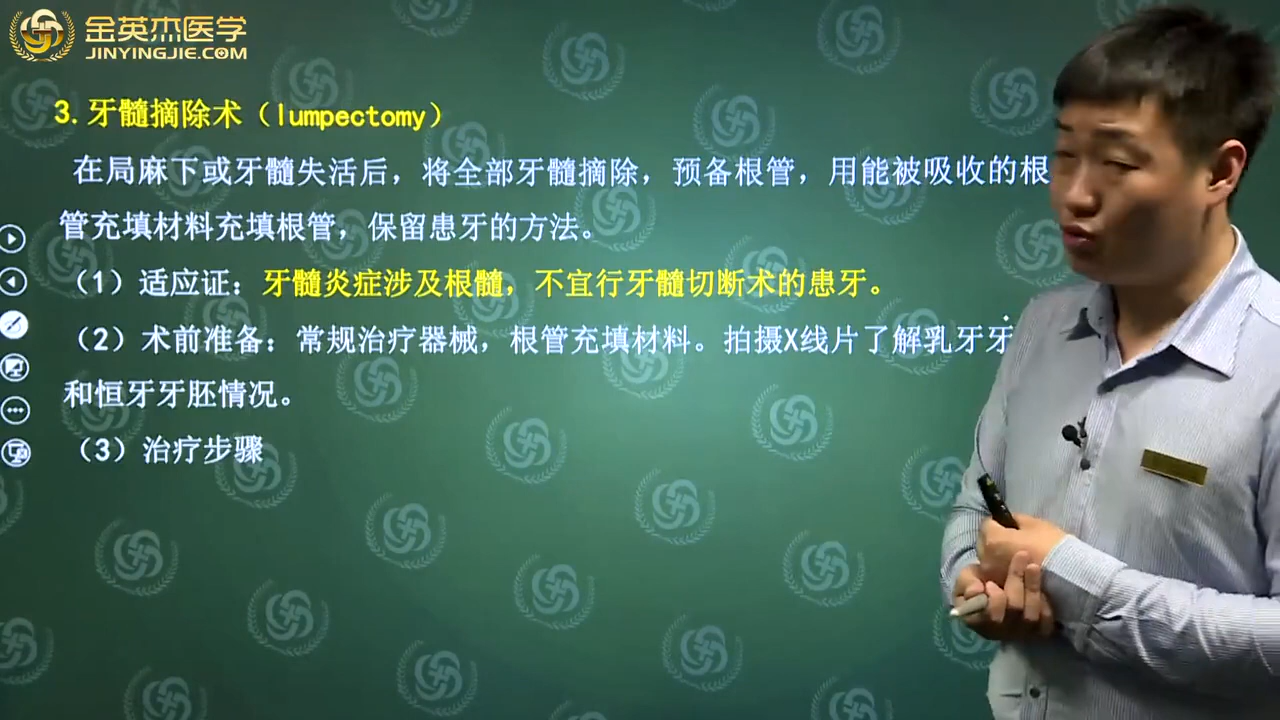 金英杰医学
JINYINGJIE.COM
3. 牙髓摘除术（lumpectomy）
在局麻下或牙髓失活后，将全部牙髓摘除，预备根管，用能被吸收的根
管充填材料充填根管，保留患牙的方法。
（1）适应证：牙髓炎症涉及根髓，不宜行牙髓切断术的患牙。
（2）术前准备：常规治疗器械，根管充填材料。拍摄X线片了解乳牙牙
和恒牙牙胚情况。
（3）治疗步骤